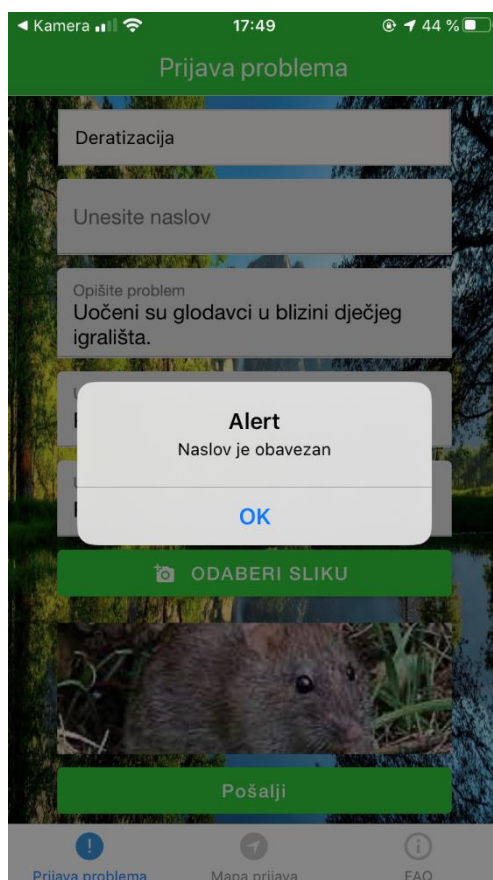 ◄ Kamera 17:49 44 %
Prijava problema
Deratizacija
Unesite naslov
Opišite problem
Uočeni su glodavci u blizini dječjeg
igrališta.
Alert
Naslov je obavezan
OK
ODABERI SLIKU
Pošalji
Prijava problema Mapa prijava FAQ